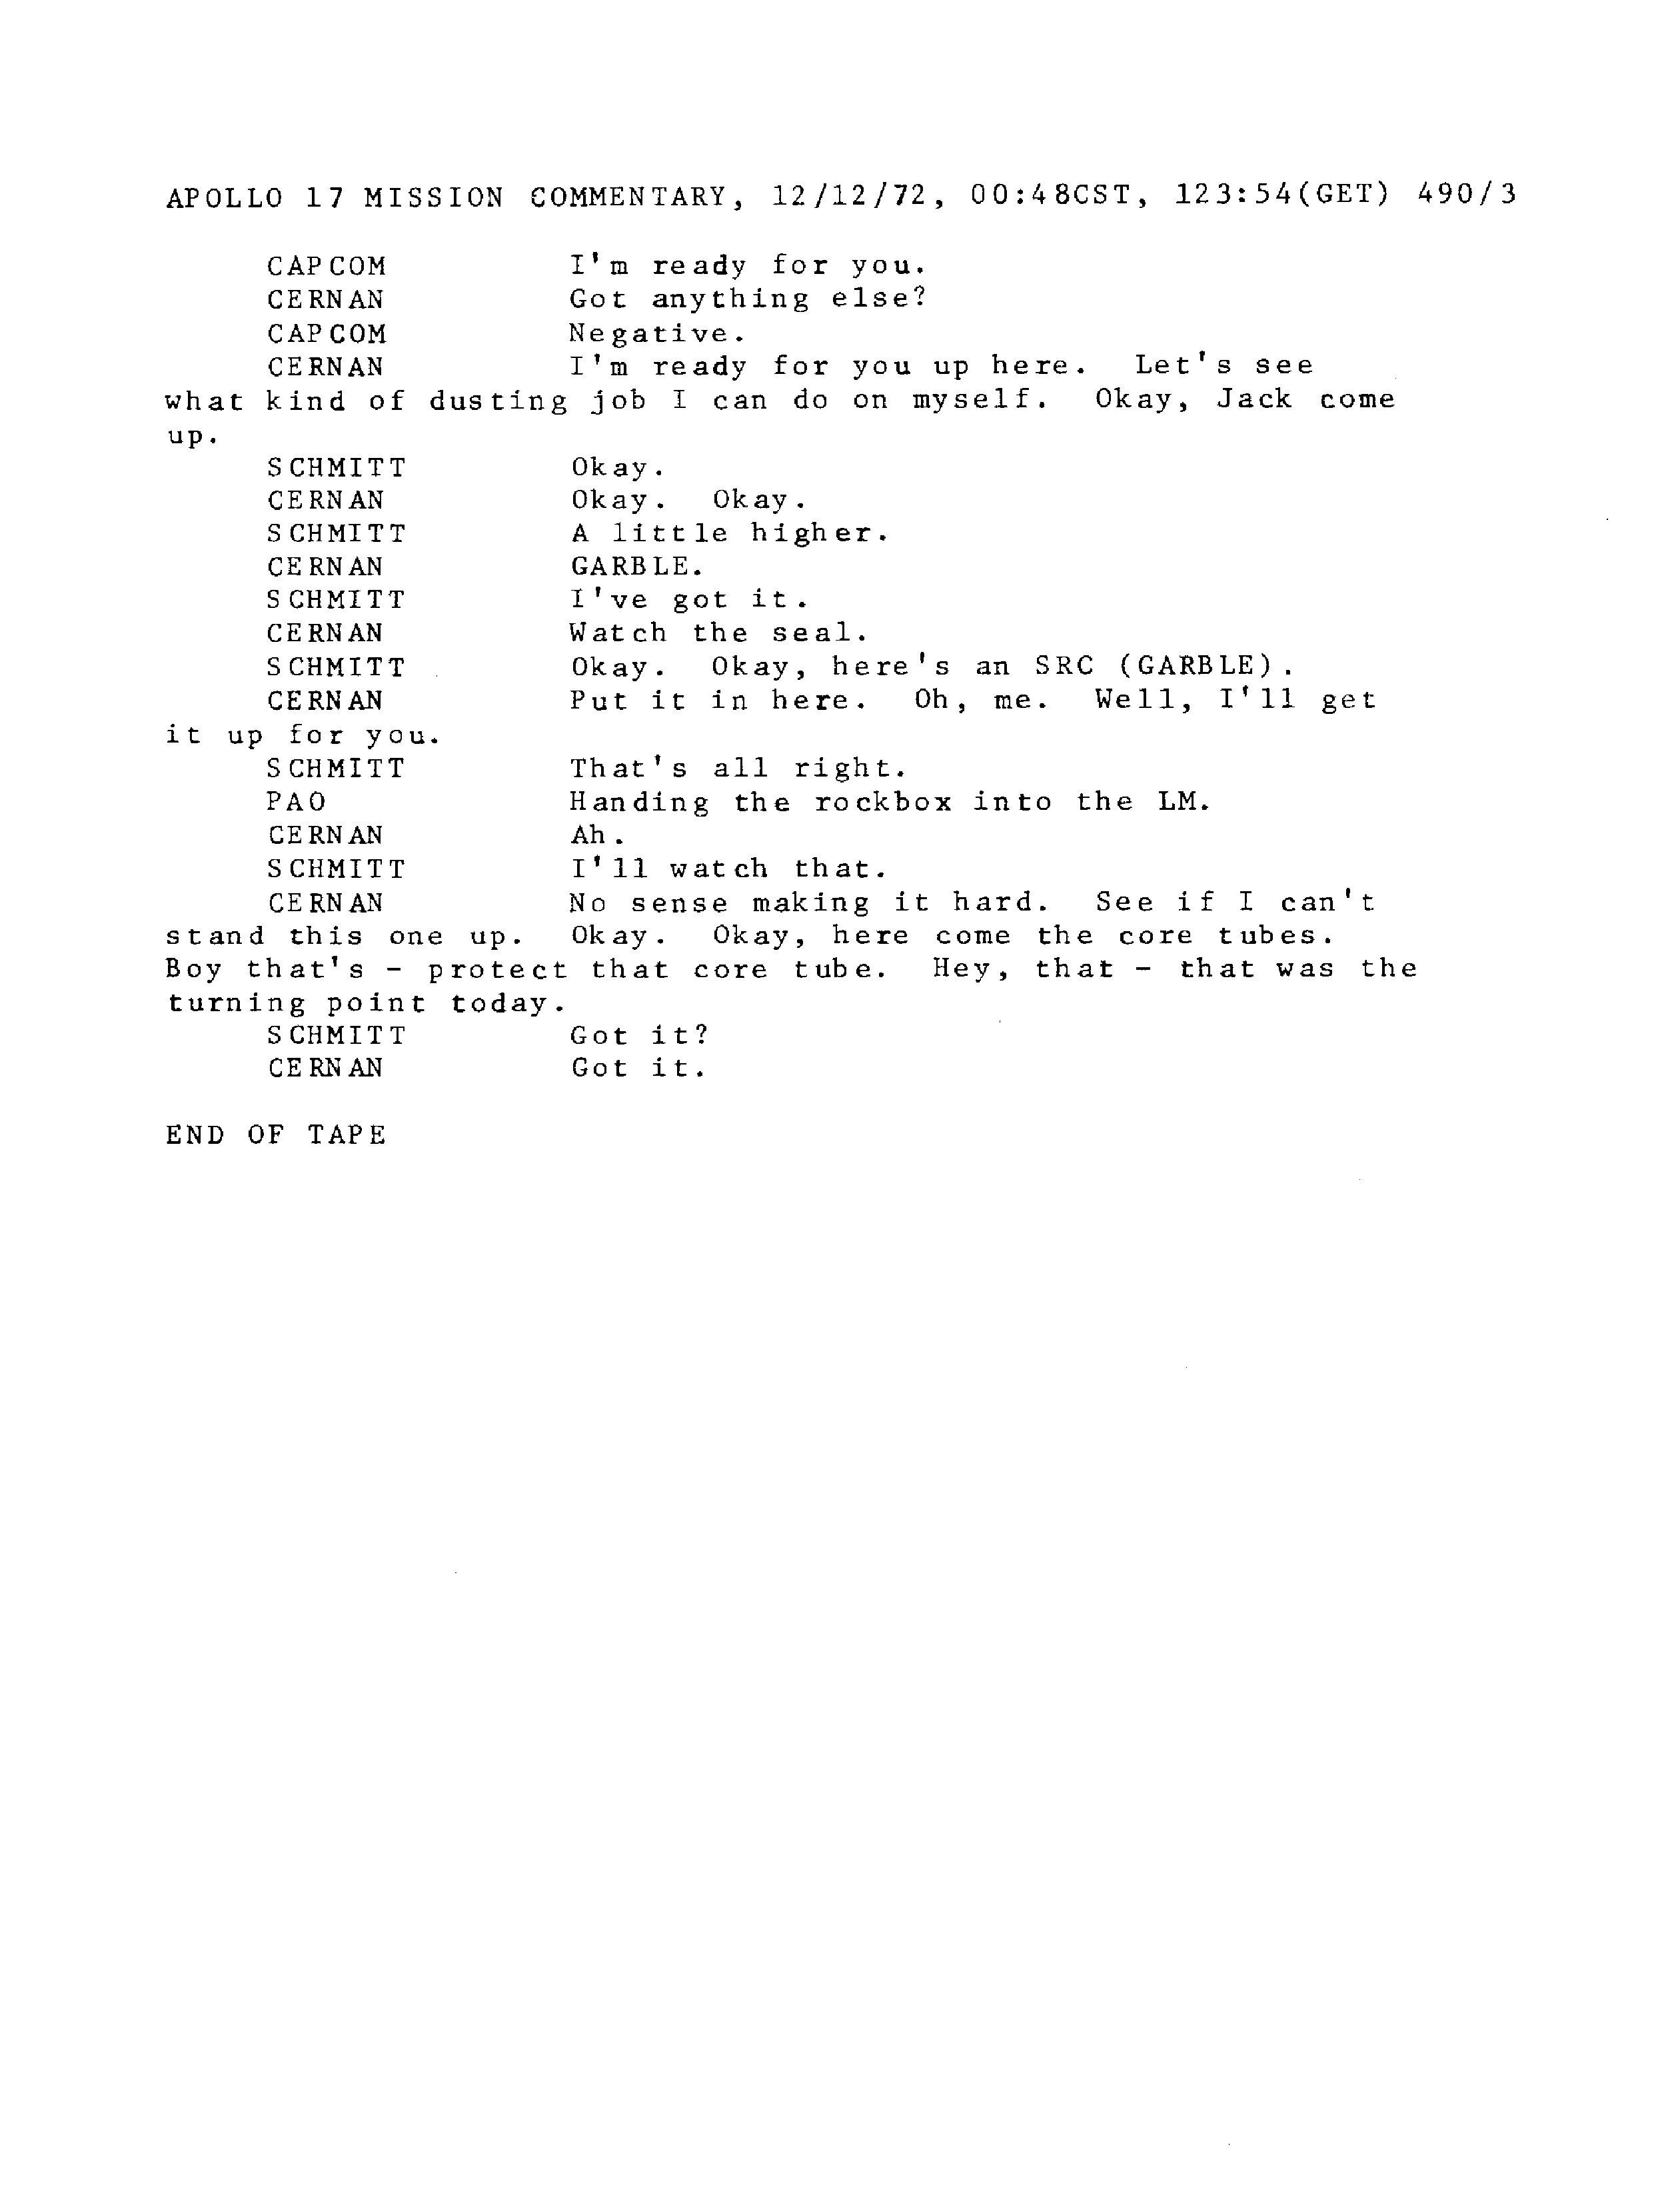 APOLLO 17 MISSION COMMENTARY, 12/12/72, 00:48CST, 123:54(GET) 490/3
CAPCOM I'm ready for you.
CERNAN Got anything else?
CAPCOM Negative.
CERNAN I'm ready for you up here. Let's see
what kind of dusting job I can do on myself. Okay, Jack come
up.
SCHMITT Okay.
CERNAN Okay. Okay.
SCHMITT A little higher.
CERNAN GARBLE.
SCHMITT I've got it.
CERNAN Watch the seal.
SCHMITT Okay. Okay, here's an SRC (GARBLE).
CERNAN Put it in here. Oh, me. Well, I'll get
it up for you.
SCHMITT That's all right.
PAO Handing the rockbox into the LM.
CERNAN Ah.
SCHMITT I'll watch that.
CERNAN No sense making it hard. See if I can't
stand this one up. Okay. Okay, here come the core tubes.
Boy that's - protect that core tube. Hey, that - that was the
turning point today.
SCHMITT Got it?
CERNAN Got it.
END OF TAPE